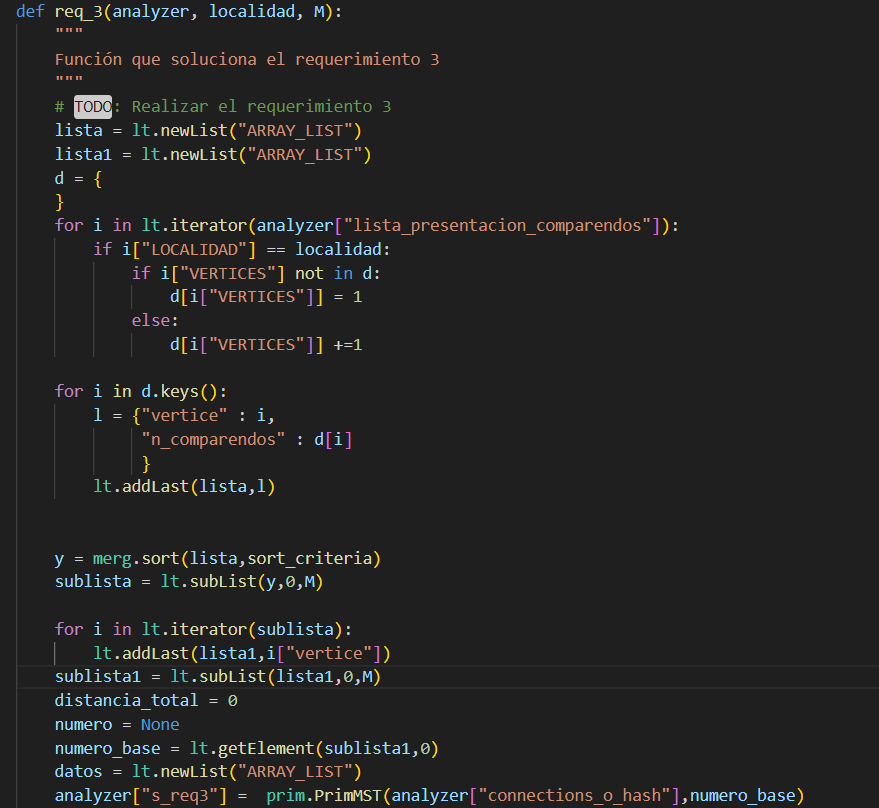 def req_3(analyzer, localidad, M):
    """
    Función que soluciona el requerimiento 3
    """
    # TODO: Realizar el requerimiento 3
    lista = lt.newList("ARRAY_LIST")
    lista1 = lt.newList("ARRAY_LIST")
    d = {
    }
    for i in lt.iterator(analyzer["lista_presentacion_comparendos"]):
        if i["LOCALIDAD"] == localidad:
            if i["VERTICES"] not in d:
                d[i["VERTICES"]] = 1
            else:
                d[i["VERTICES"]] +=1
    for i in d.keys():
        l = {"vertice" : i,
             "n_comparendos" : d[i]
             }
        lt.addLast(lista,l)
    y = merg.sort(lista,sort_criteria)
    sublista = lt.subList(y,0,M)
    for i in lt.iterator(sublista):
        lt.addLast(lista1,i["vertice"])
    sublista1 = lt.subList(lista1,0,M)
    distancia_total = 0
    numero = None
    numero_base = lt.getElement(sublista1,0)
    datos = lt.newList("ARRAY_LIST")
    analyzer["s_req3"] =  prim.PrimMST(analyzer["connections_o_hash"],numero_base)